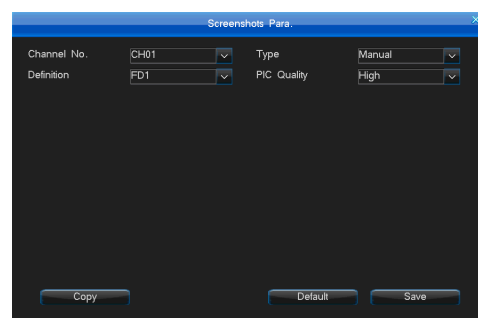 Screenshots Para.
Channel No. CH01 Type Manual
Definition FD1 PIC Quality High
Copy Default Save